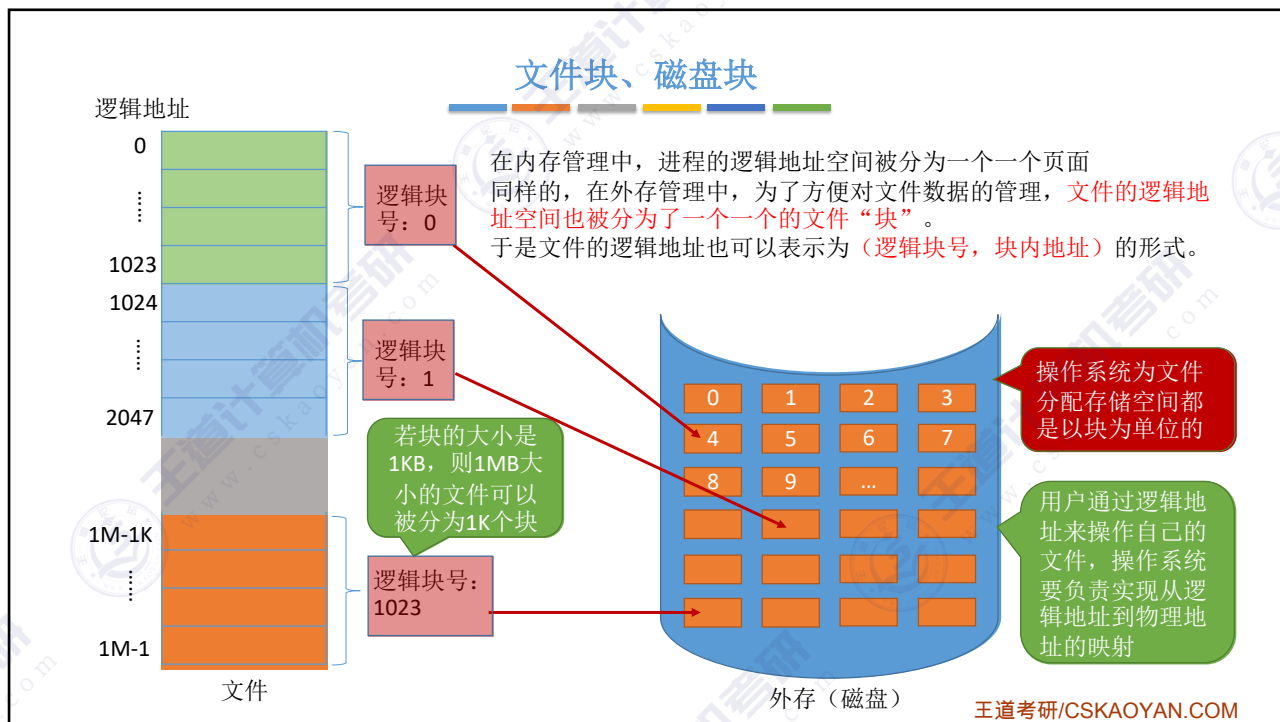 文件块、磁盘块
逻辑地址
0
……
1023
1024
……
2047
1M-1K
……
1M-1
文件
逻辑块
号：0
逻辑块
号：1
若块的大小是
1KB，则1MB大
小的文件可以
被分为1K个块
逻辑块号：
1023
在内存管理中，进程的逻辑地址空间被分为一个一个页面
同样的，在外存管理中，为了方便对文件数据的管理，文件的逻辑地
址空间也被分为了一个一个的文件“块”。
于是文件的逻辑地址也可以表示为（逻辑块号，块内地址）的形式。
0 1 2 3
4 5 6 7
8 9 …
外存（磁盘）
操作系统为文件
分配存储空间都
是以块为单位的
用户通过逻辑地
址来操作自己的
文件，操作系统
要负责实现从逻
辑地址到物理地
址的映射
王道考研/CSKAOYAN.COM
王道计算机考研
www.cskaoyan.com